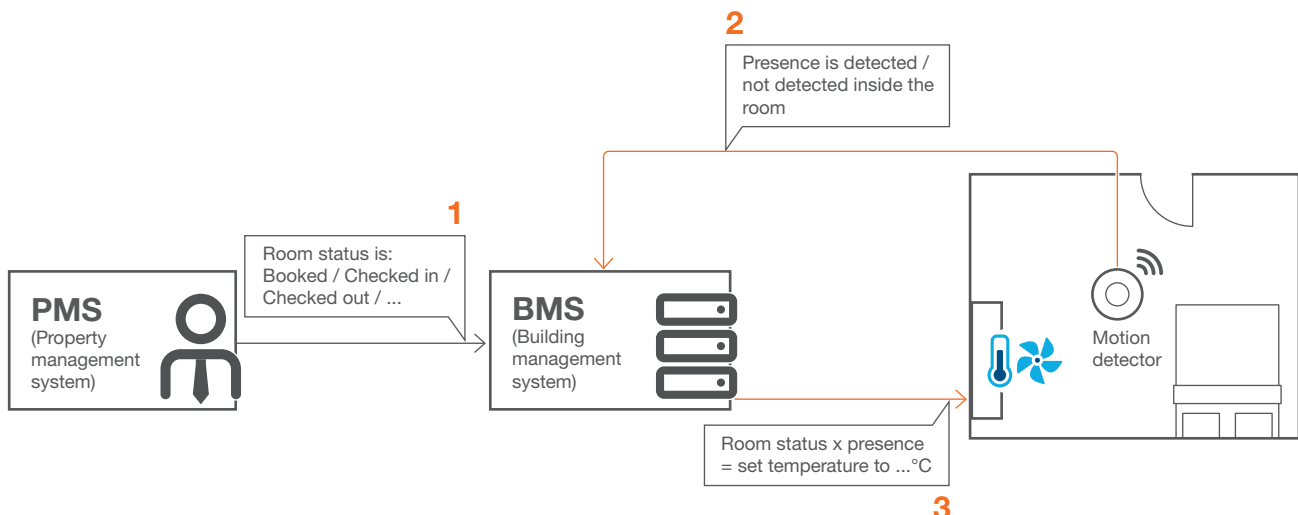 2
Presence is detected /
not detected inside the
room
1
Room status is:
Booked / Checked in /
Checked out / ...
PMS
(Property
management
system)
BMS
(Building
management
system)
Motion
detector
Room status x presence
= set temperature to ...°C
3